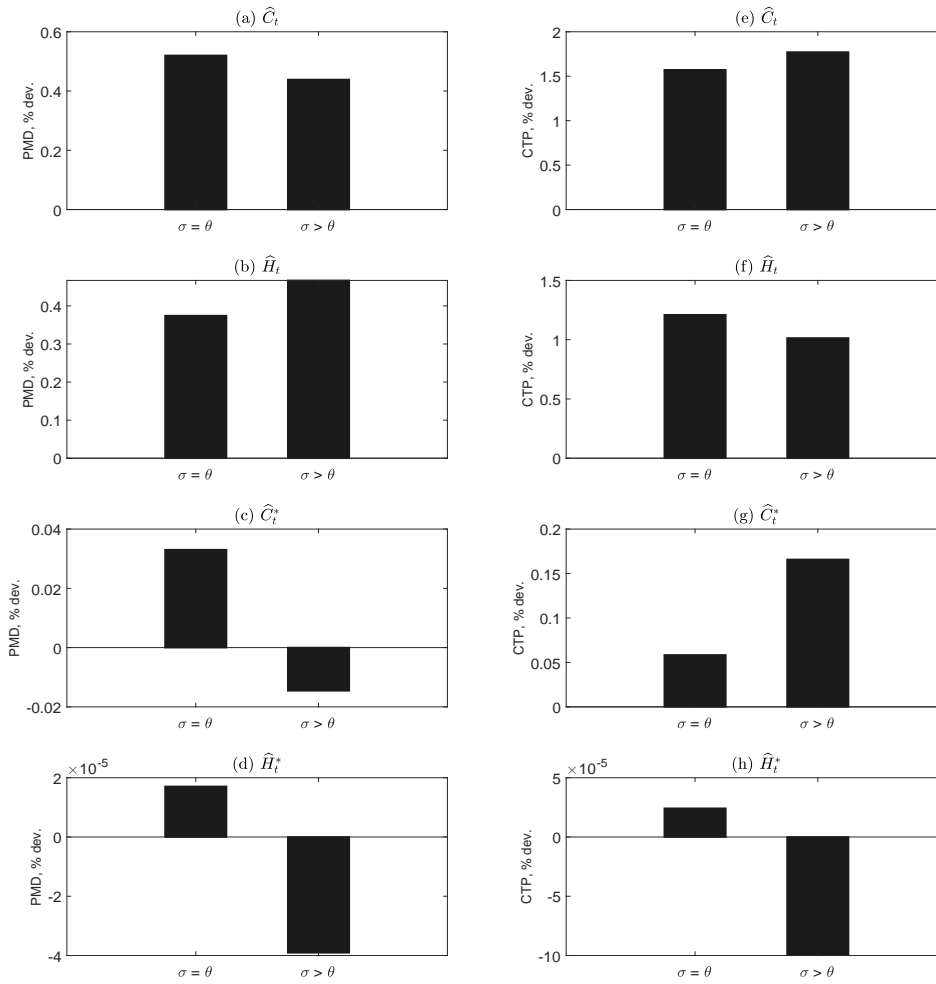 (a) Ĉ_t
0.6
0.4
0.2
0
PMD, % dev.
σ = θ
σ > θ
(e) Ĉ_t
2
1.5
1
0.5
0
CTP, % dev.
σ = θ
σ > θ
(b) Ĥ_t
0.4
0.3
0.2
0.1
0
PMD, % dev.
σ = θ
σ > θ
(f) Ĥ_t
1.5
1
0.5
0
CTP, % dev.
σ = θ
σ > θ
(c) Ĉ*_t
0.04
0.02
0
-0.02
PMD, % dev.
σ = θ
σ > θ
(g) Ĉ*_t
0.2
0.15
0.1
0.05
0
CTP, % dev.
σ = θ
σ > θ
(d) Ĥ*_t
×10^-5
2
0
-2
-4
PMD, % dev.
σ = θ
σ > θ
(h) Ĥ*_t
×10^-5
5
0
-5
-10
CTP, % dev.
σ = θ
σ > θ